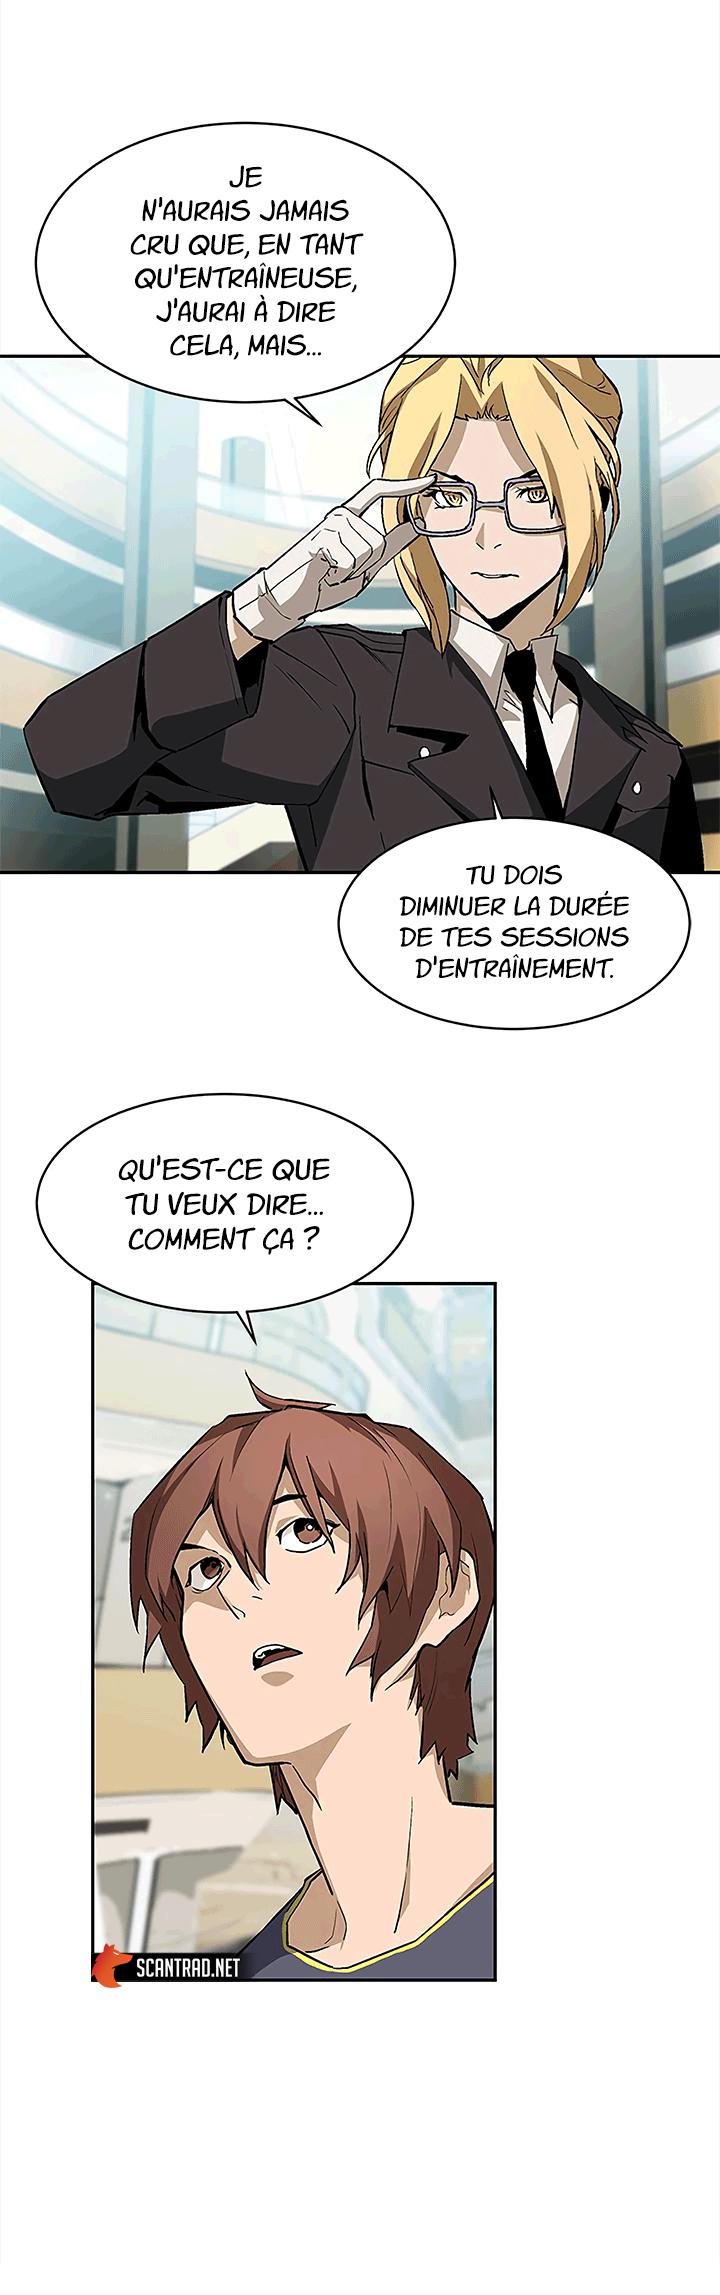 JE
N'AURAIS JAMAIS
CRU QUE, EN TANT
QU'ENTRAÎNEUSE,
J'AURAI À DIRE
CELA, MAIS...
TU DOIS
DIMINUER LA DURÉE
DE TES SESSIONS
D'ENTRAÎNEMENT.
QU'EST-CE QUE
TU VEUX DIRE...
COMMENT ÇA ?
SCANTRAD.NET